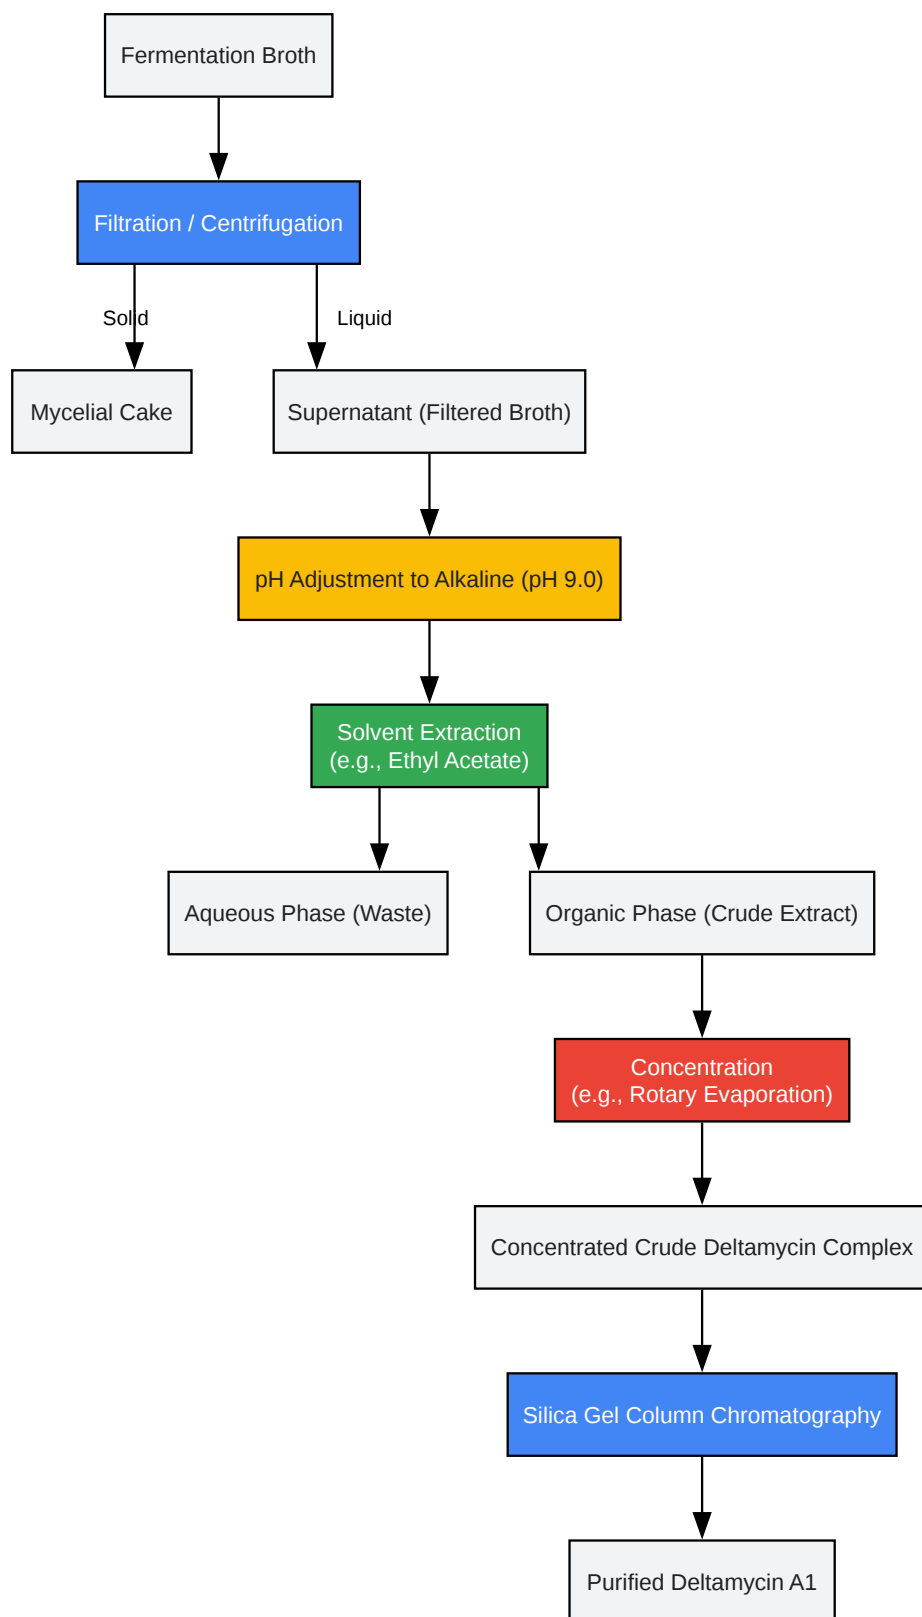 Fermentation Broth
Filtration / Centrifugation
Solid
Liquid
Mycelial Cake
Supernatant (Filtered Broth)
pH Adjustment to Alkaline (pH 9.0)
Solvent Extraction
(e.g., Ethyl Acetate)
Aqueous Phase (Waste)
Organic Phase (Crude Extract)
Concentration
(e.g., Rotary Evaporation)
Concentrated Crude Deltamycin Complex
Silica Gel Column Chromatography
Purified Deltamycin A1